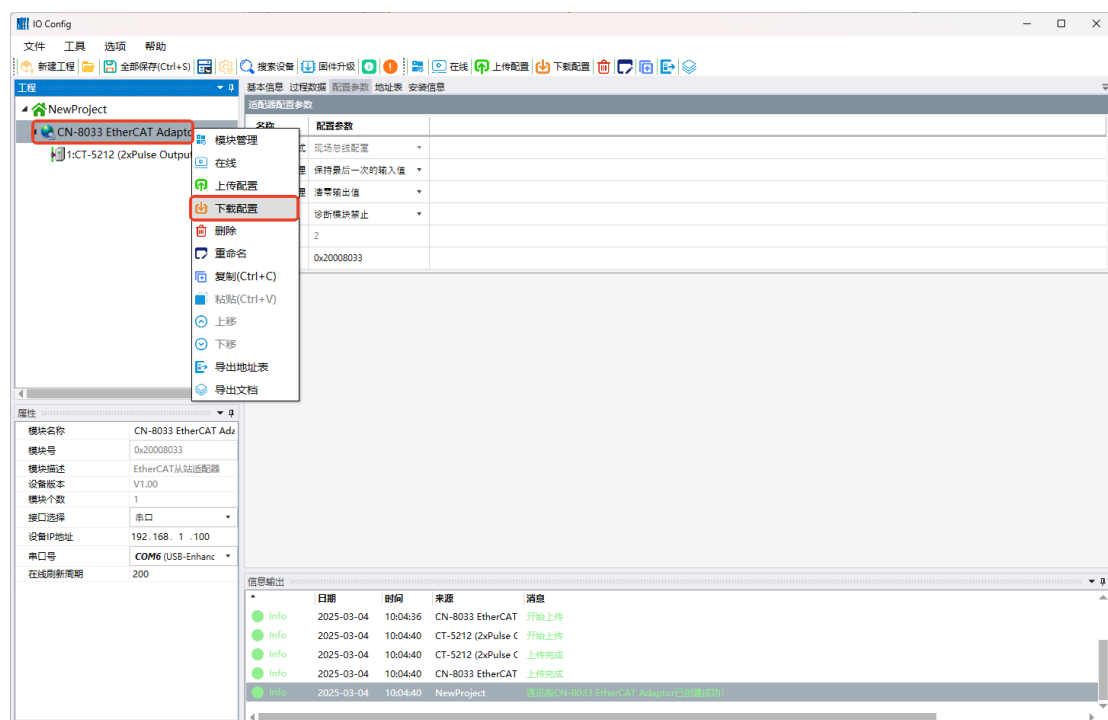 IO Config
文件 工具 选项 帮助
新建工程 全部保存(Ctrl+S) 搜索设备 固件升级 在线 上传配置 下载配置
工程
NewProject
CN-8033 EtherCAT Adapto
1:CT-5212 (2xPulse Output
模块管理
在线
上传配置
下载配置
删除
重命名
复制(Ctrl+C)
粘贴(Ctrl+V)
上移
下移
导出地址表
导出文档
基本信息 过程数据 配置参数 地址表 安装信息
适配器配置参数
名称 配置参数
式 现场总线配置
理 保持最后一次的输入值
理 清零输出值
诊断模块禁止
2
0x20008033
属性
模块名称 CN-8033 EtherCAT Ada
模块号 0x20008033
模块描述 EtherCAT从站适配器
设备版本 V1.00
模块个数 1
接口选择 串口
设备IP地址 192.168. 1 .100
串口号 COM6 (USB-Enhanc
在线刷新周期 200
信息输出
日期 时间 来源 消息
Info 2025-03-04 10:04:36 CN-8033 EtherCAT 开始上传
Info 2025-03-04 10:04:40 CT-5212 (2xPulse C 开始上传
Info 2025-03-04 10:04:40 CT-5212 (2xPulse C 上传完成
Info 2025-03-04 10:04:40 CN-8033 EtherCAT 上传完成
Info 2025-03-04 10:04:40 NewProject 通讯板CN-8033 EtherCAT Adaptor已创建成功!